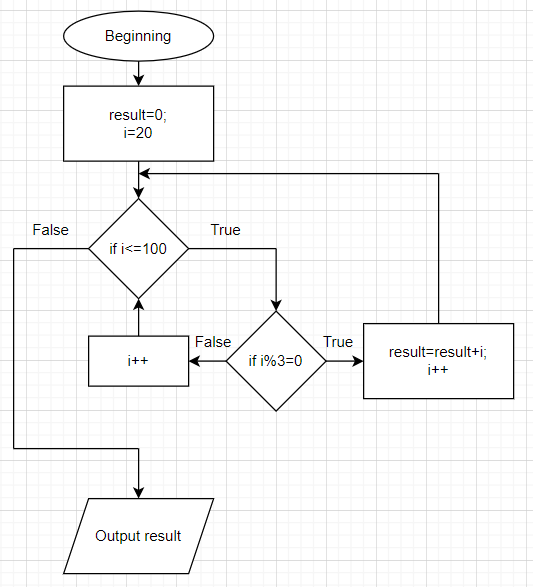 Beginning
result=0;
i=20
False
True
if i<=100
False
True
i++
if i%3=0
result=result+i;
i++
Output result